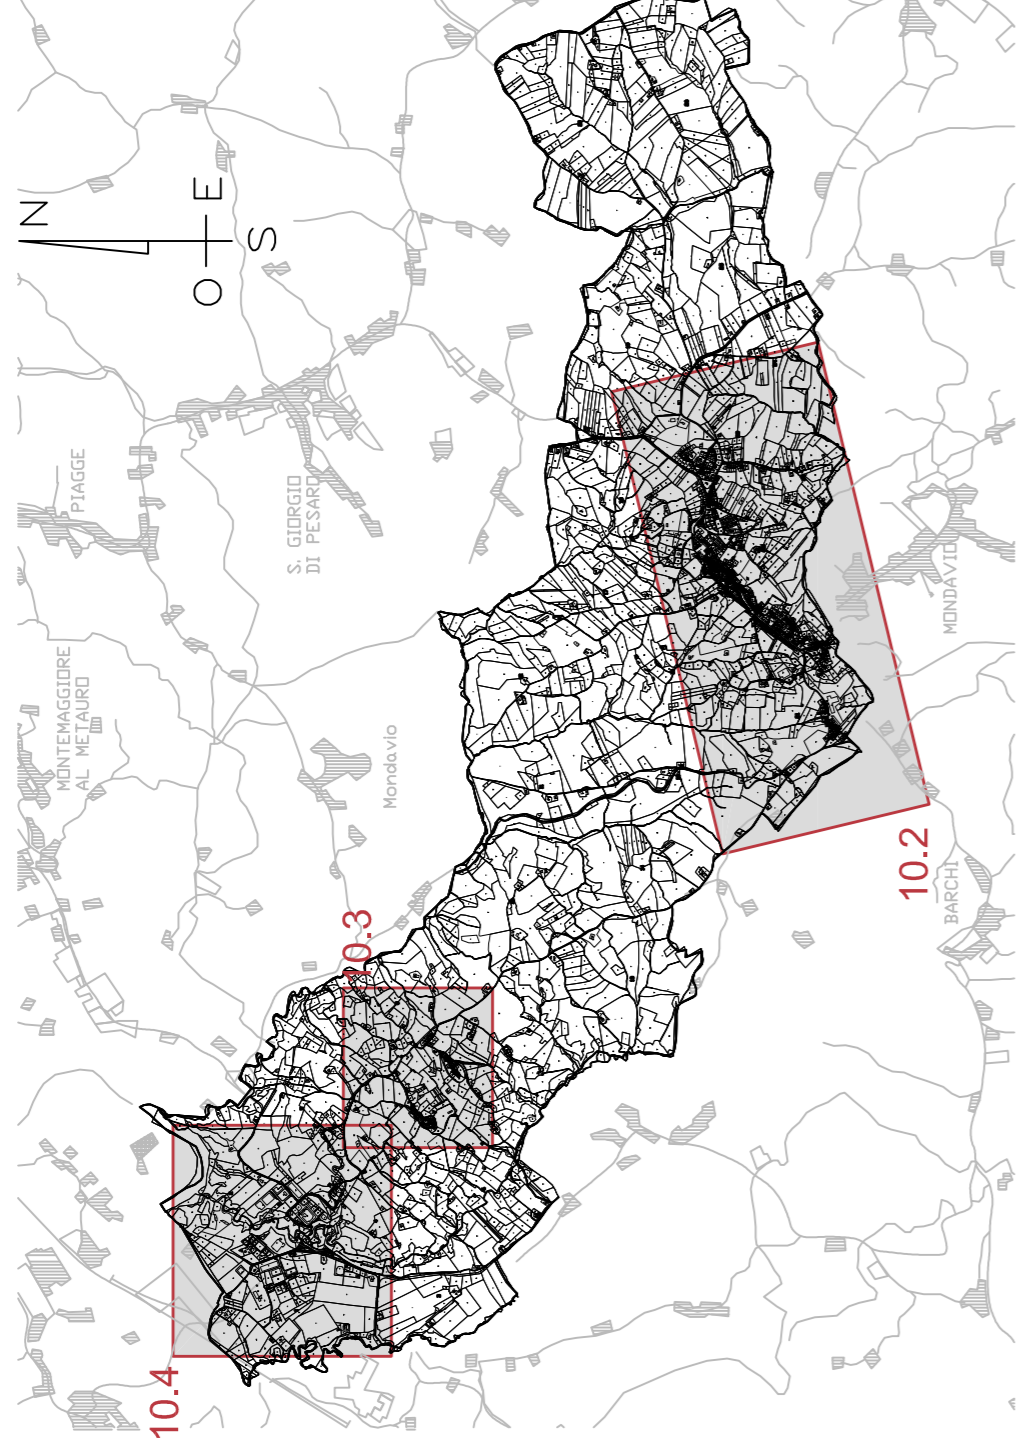 N
O
E
S
PIAGGE
S. GIORGIO
DI PESARO
MONTEMAGGIORE
AL METAURO
Mondavio
MONDAVIO
BARCHI
10.2
10.3
10.4